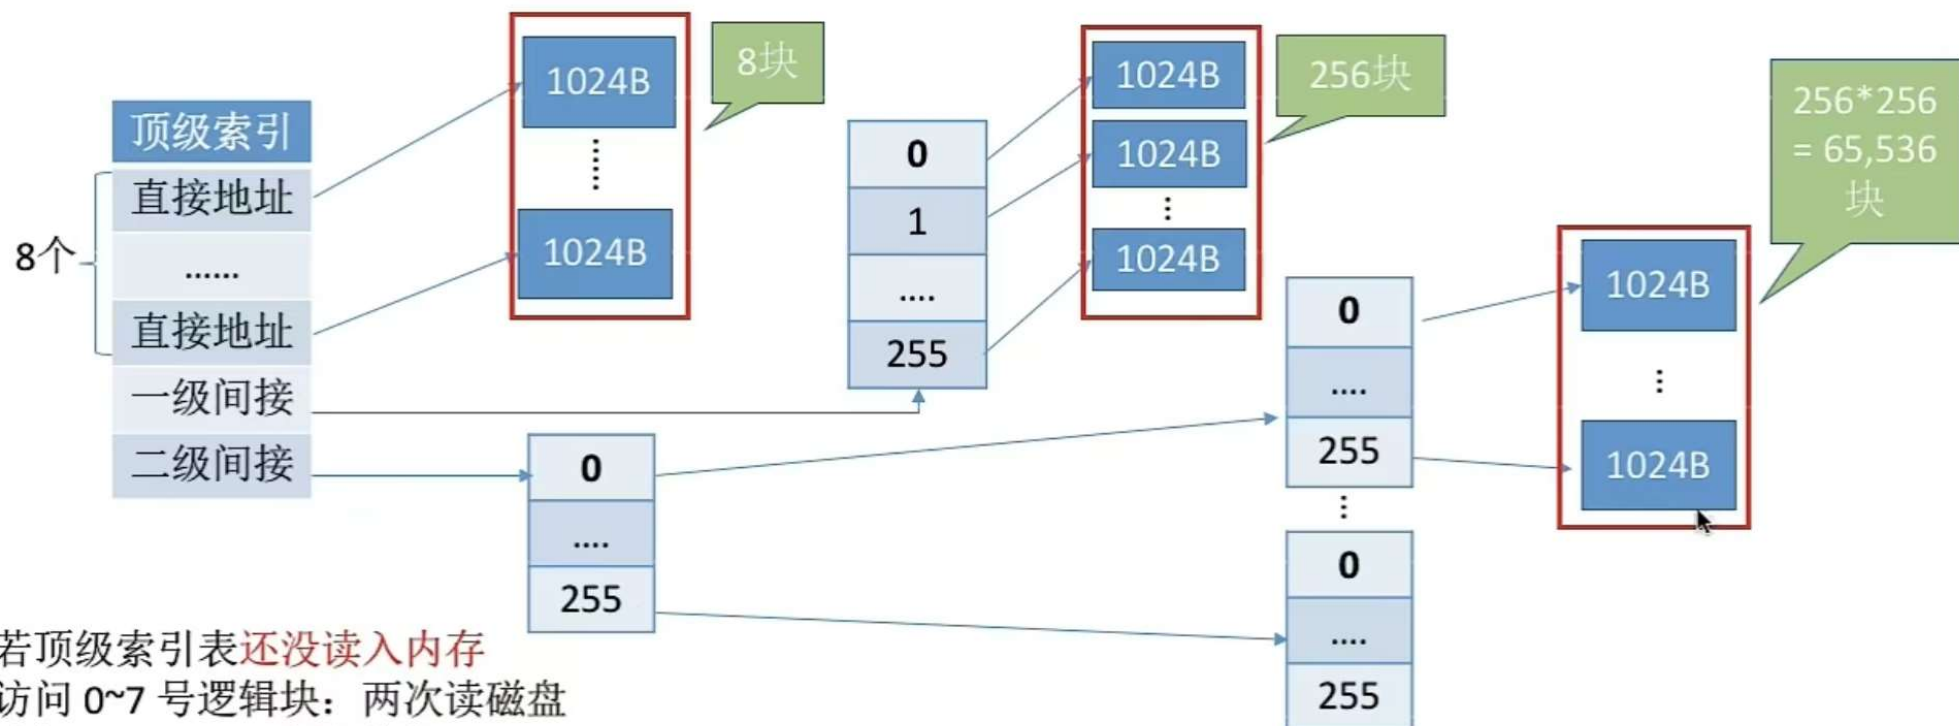 顶级索引
直接地址
......
直接地址
一级间接
二级间接
8个
1024B
1024B
8块
0
1
....
255
1024B
1024B
1024B
256块
0
....
255
0
....
255
0
....
255
1024B
1024B
256*256
= 65,536
块
若顶级索引表还没读入内存
访问 0~7 号逻辑块：两次读磁盘